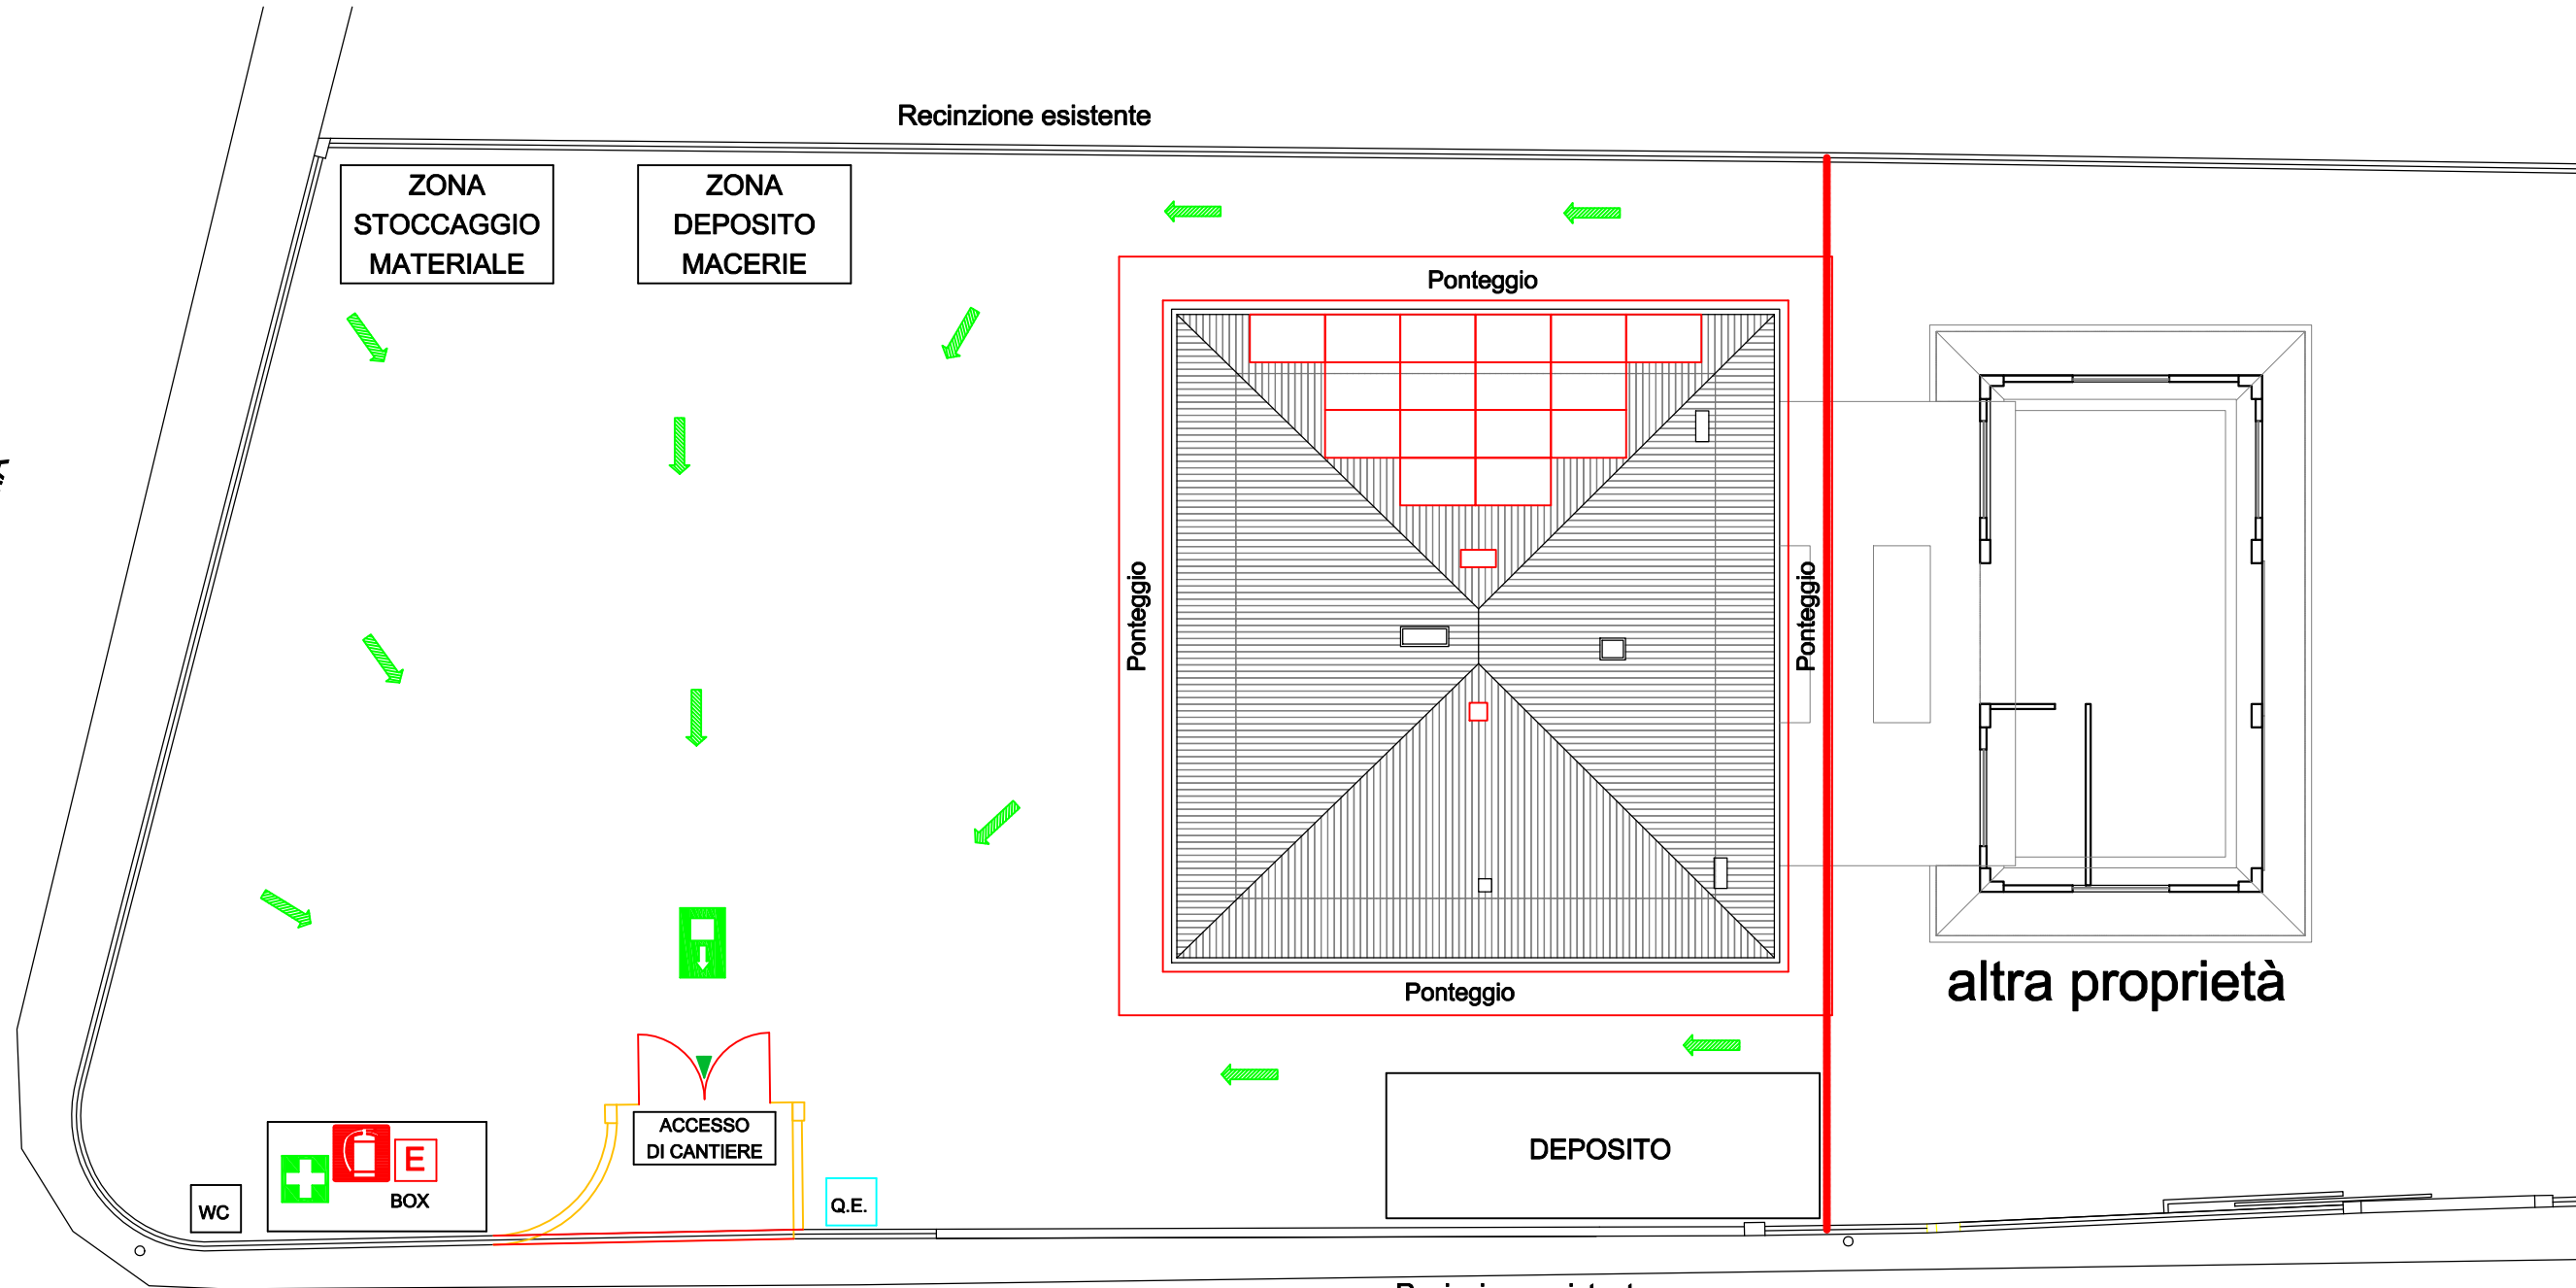 Recinzione esistente
ZONA
STOCCAGGIO
MATERIALE
ZONA
DEPOSITO
MACERIE
Ponteggio
Ponteggio
Ponteggio
Ponteggio
altra proprietà
ACCESSO
DI CANTIERE
DEPOSITO
E
BOX
WC
Q.E.